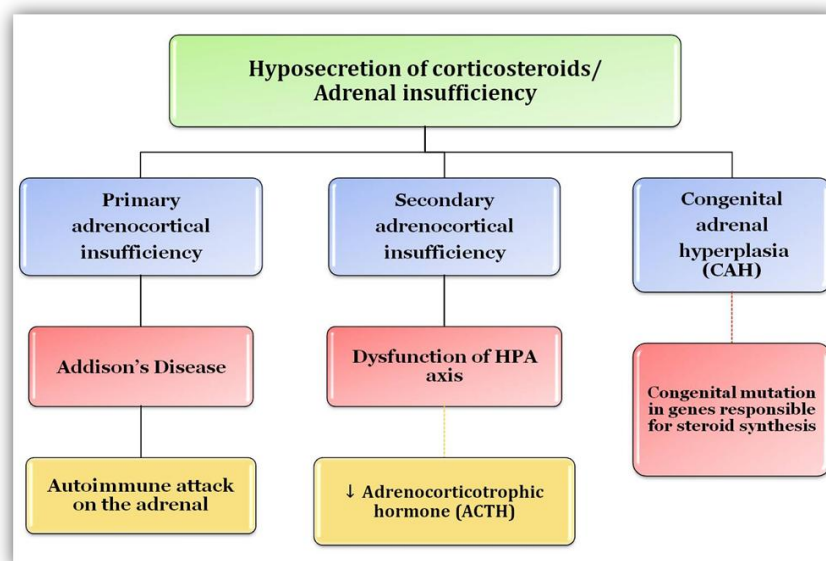 Hyposecretion of corticosteroids/
Adrenal insufficiency
Primary
adrenocortical
insufficiency
Secondary
adrenocortical
insufficiency
Congenital
adrenal
hyperplasia
(CAH)
Addison's Disease
Dysfunction of HPA
axis
Congenital mutation
in genes responsible
for steroid synthesis
Autoimmune attack
on the adrenal
↓ Adrenocorticotrophic
hormone (ACTH)